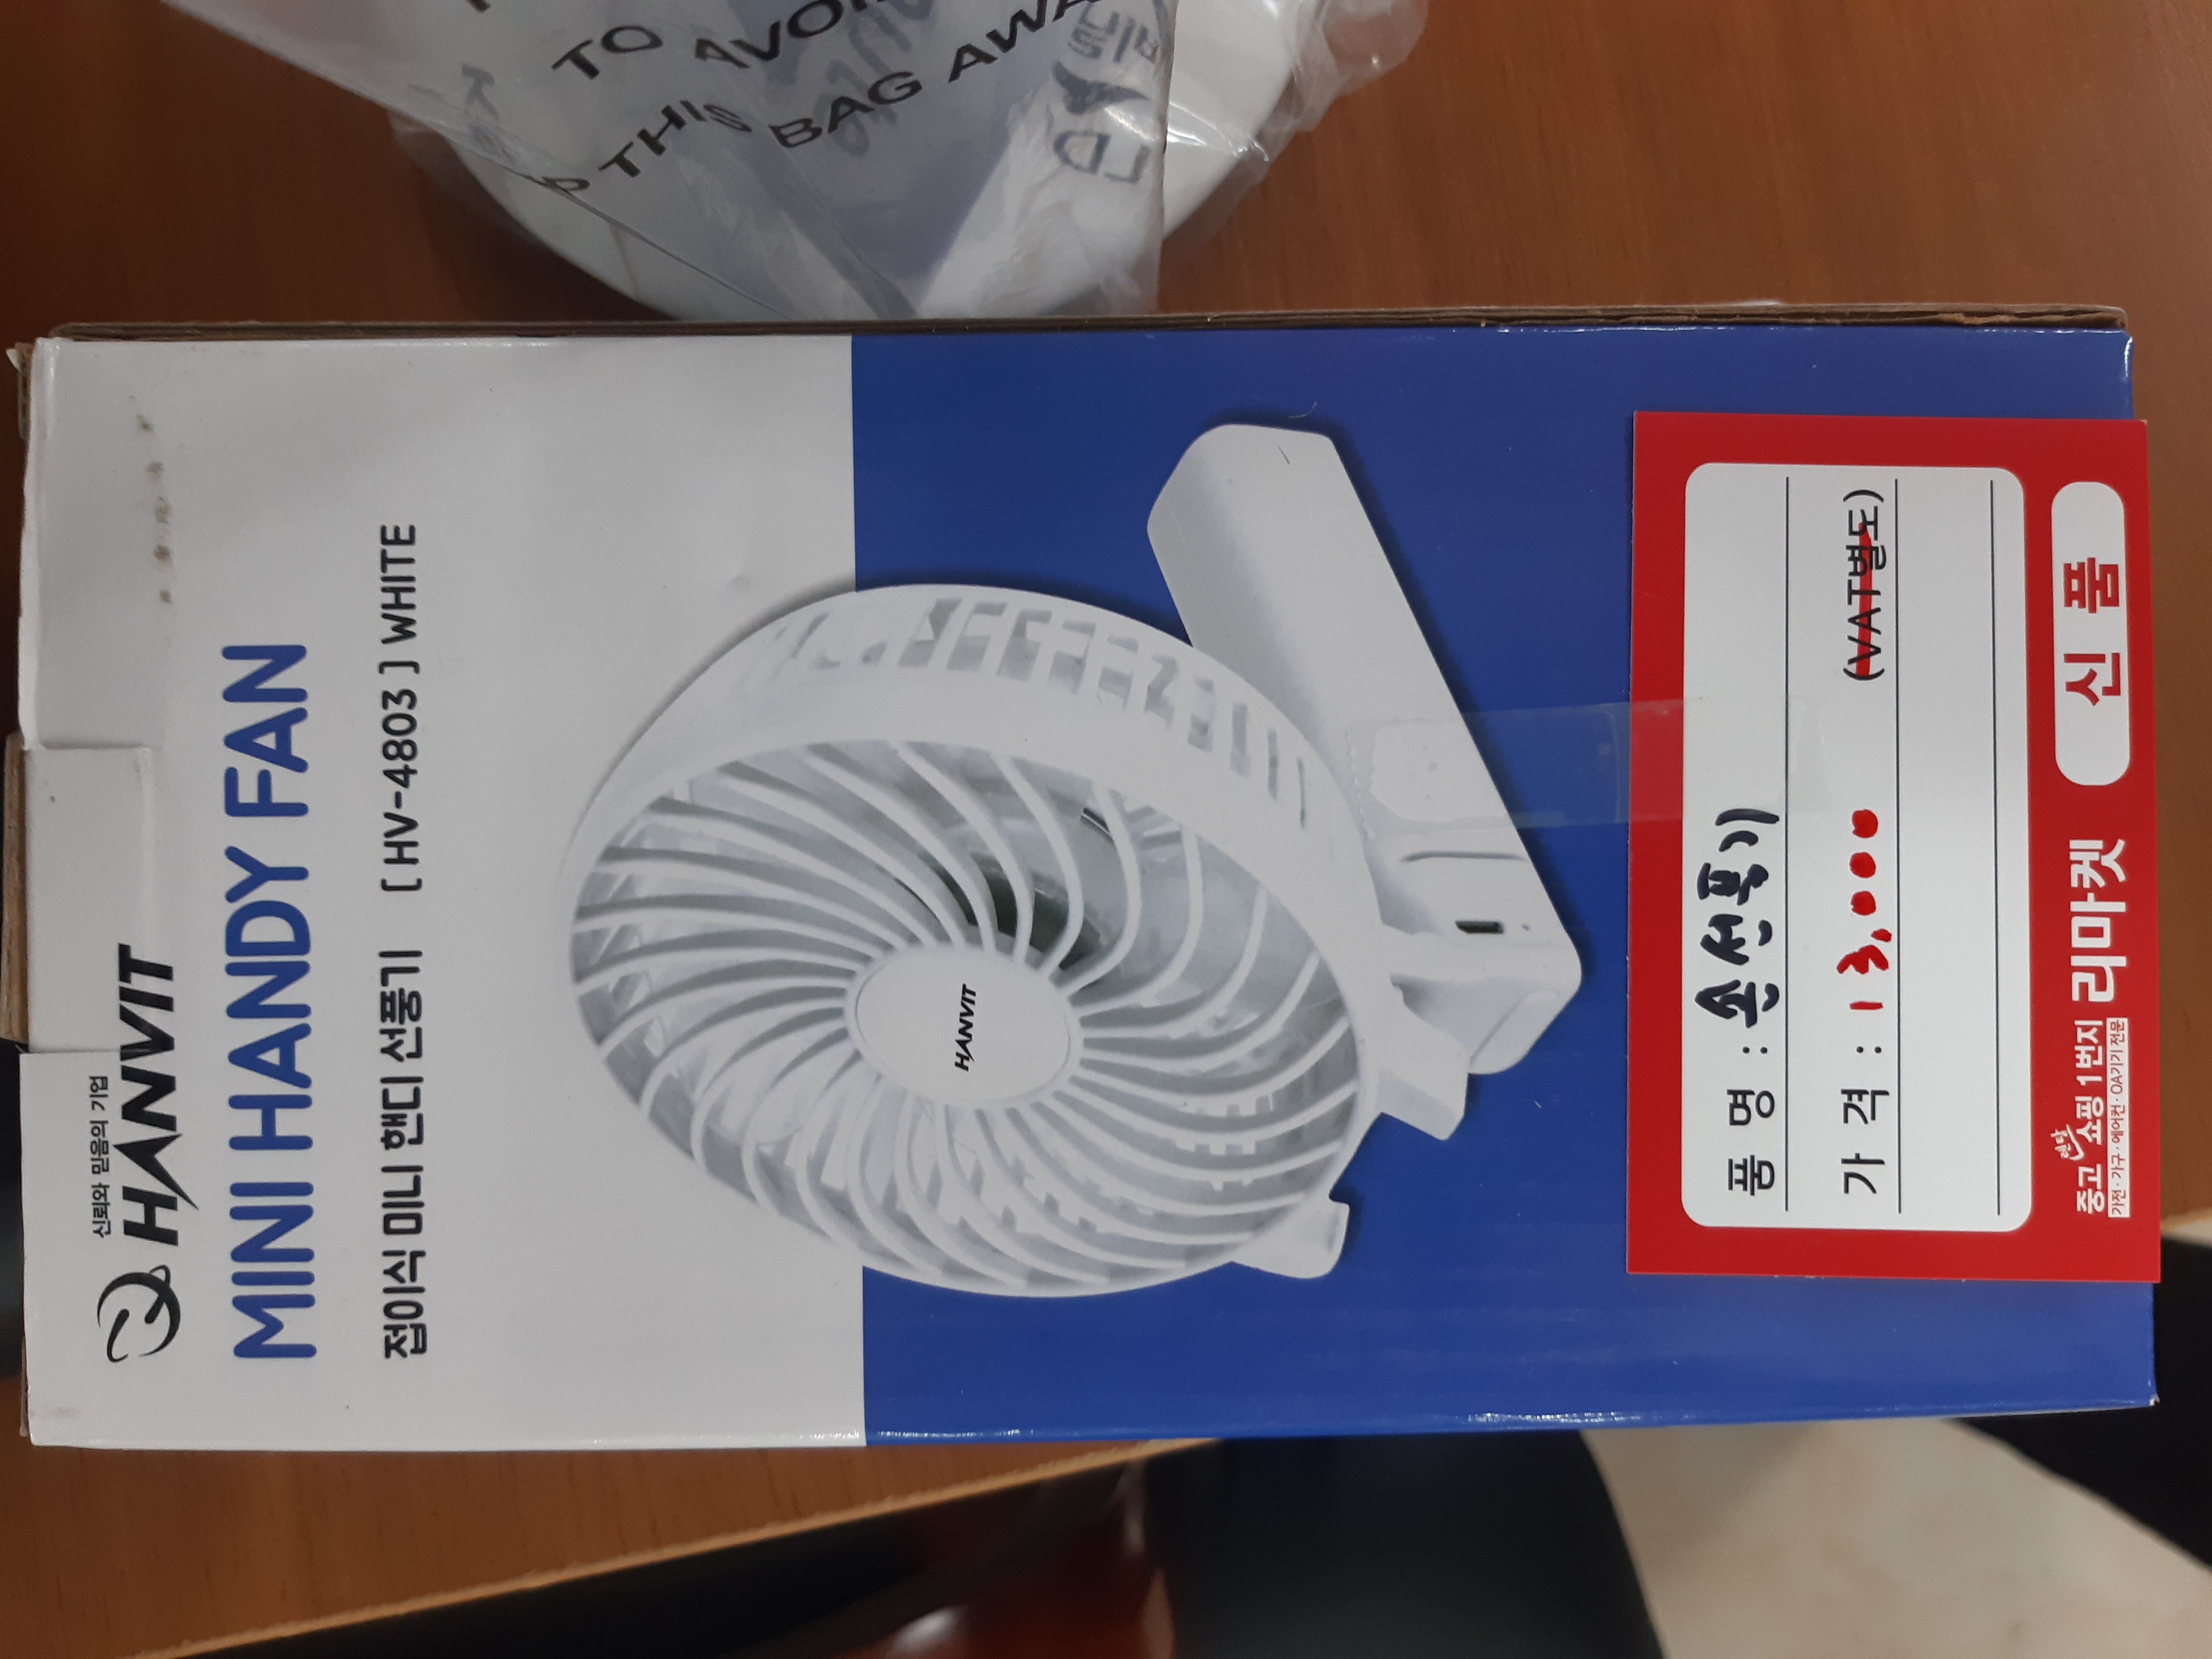 신뢰와 믿음의 기업
HANVIT
MINI HANDY FAN
접이식 미니 핸디 선풍기 [HV-4803] WHITE
HANVIT
품 명 : 손선풍기
가 격 : 13,000 (VAT별도)
중고 쇼핑 1번지 리마켓 신 품
가전·가구·에어컨·OA기기 전문
TO AVOI
THIS BAG AWA